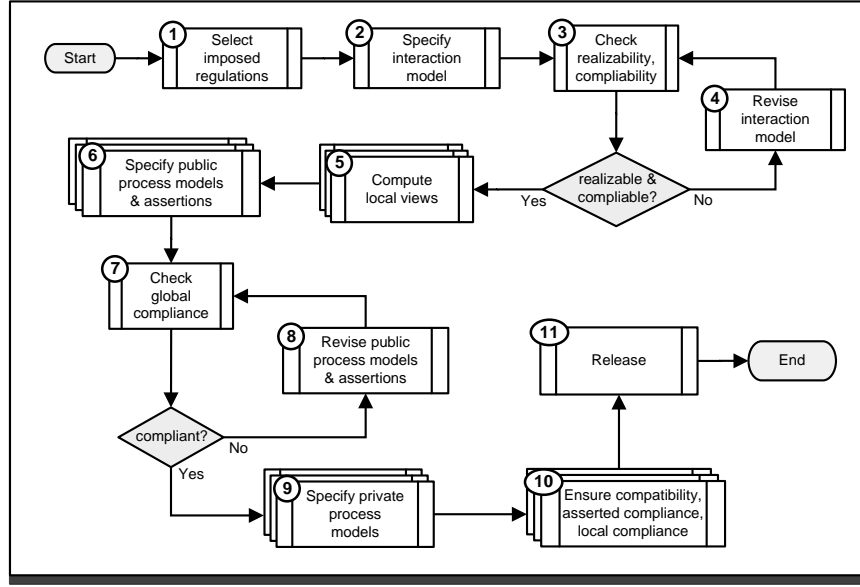 Start
1
Select
imposed
regulations
2
Specify
interaction
model
3
Check
realizability,
compliability
4
Revise
interaction
model
realizable &
compliable?
No
Yes
5
Compute
local views
6
Specify public
process models
& assertions
7
Check
global
compliance
8
Revise public
process models
& assertions
compliant?
No
Yes
9
Specify private
process
models
10
Ensure compatibility,
asserted compliance,
local compliance
11
Release
End